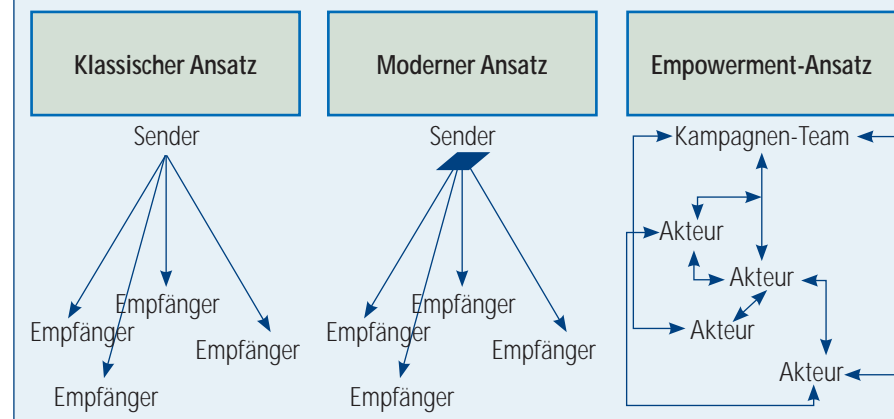 Klassischer Ansatz
Sender
Empfänger
Empfänger
Empfänger
Empfänger
Moderner Ansatz
Sender
Empfänger
Empfänger
Empfänger
Empfänger
Empowerment-Ansatz
Kampagnen-Team
Akteur
Akteur
Akteur
Akteur